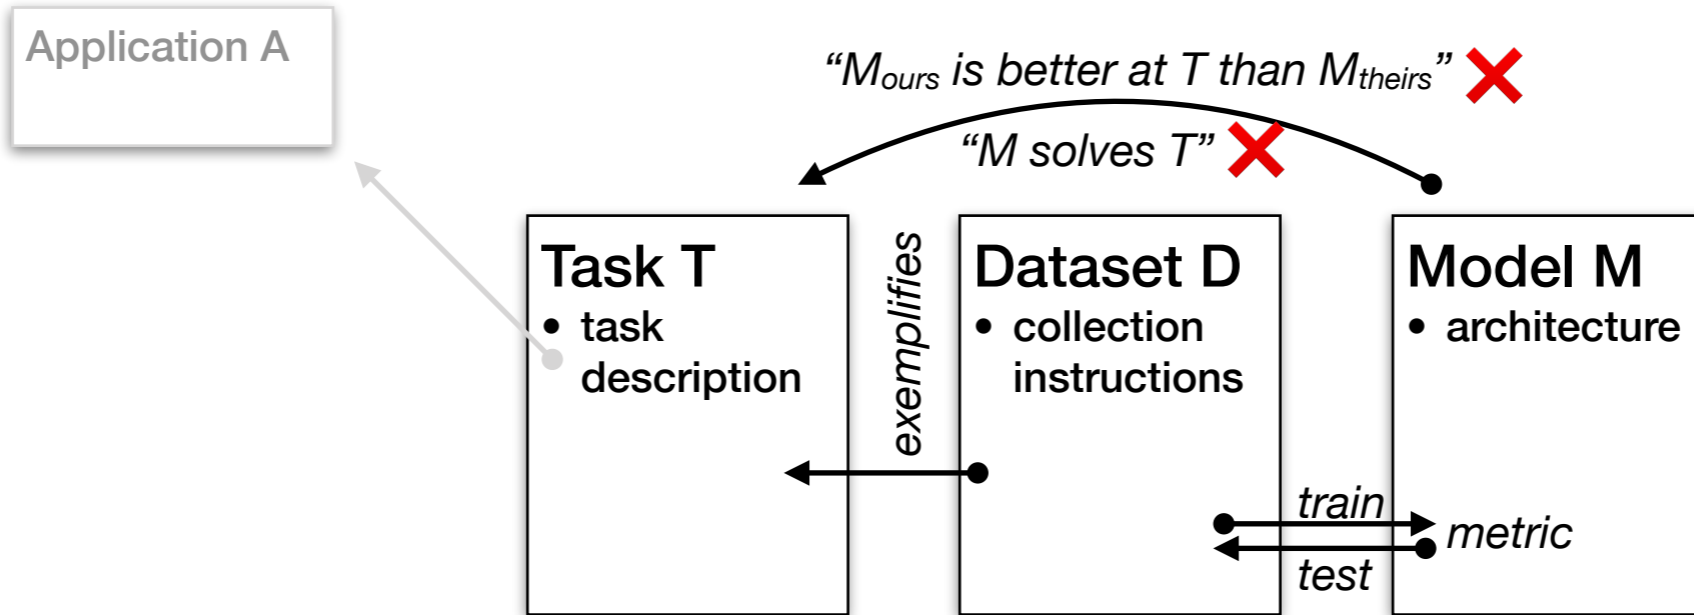 Application A
“Mours is better at T than Mtheirs”
“M solves T”
Task T
• task
description
exemplifies
Dataset D
• collection
instructions
Model M
• architecture
train
metric
test